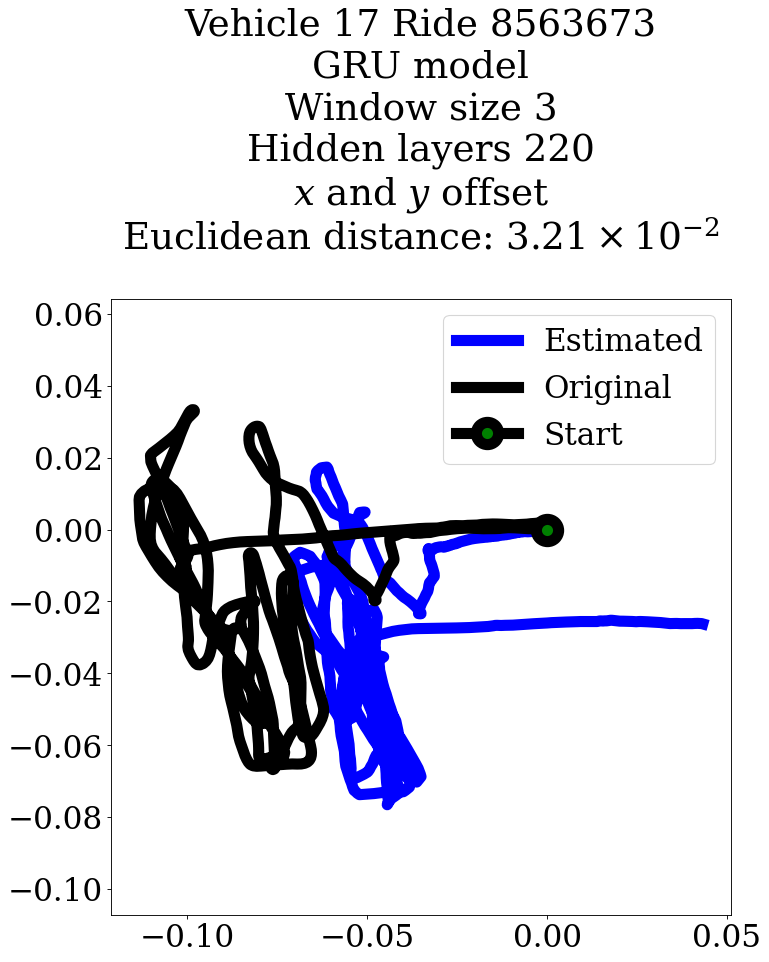 Vehicle 17 Ride 8563673
GRU model
Window size 3
Hidden layers 220
x and y offset
Euclidean distance: 3.21 × 10⁻²
Estimated
Original
Start
0.06
0.04
0.02
0.00
−0.02
−0.04
−0.06
−0.08
−0.10
−0.10 −0.05 0.00 0.05